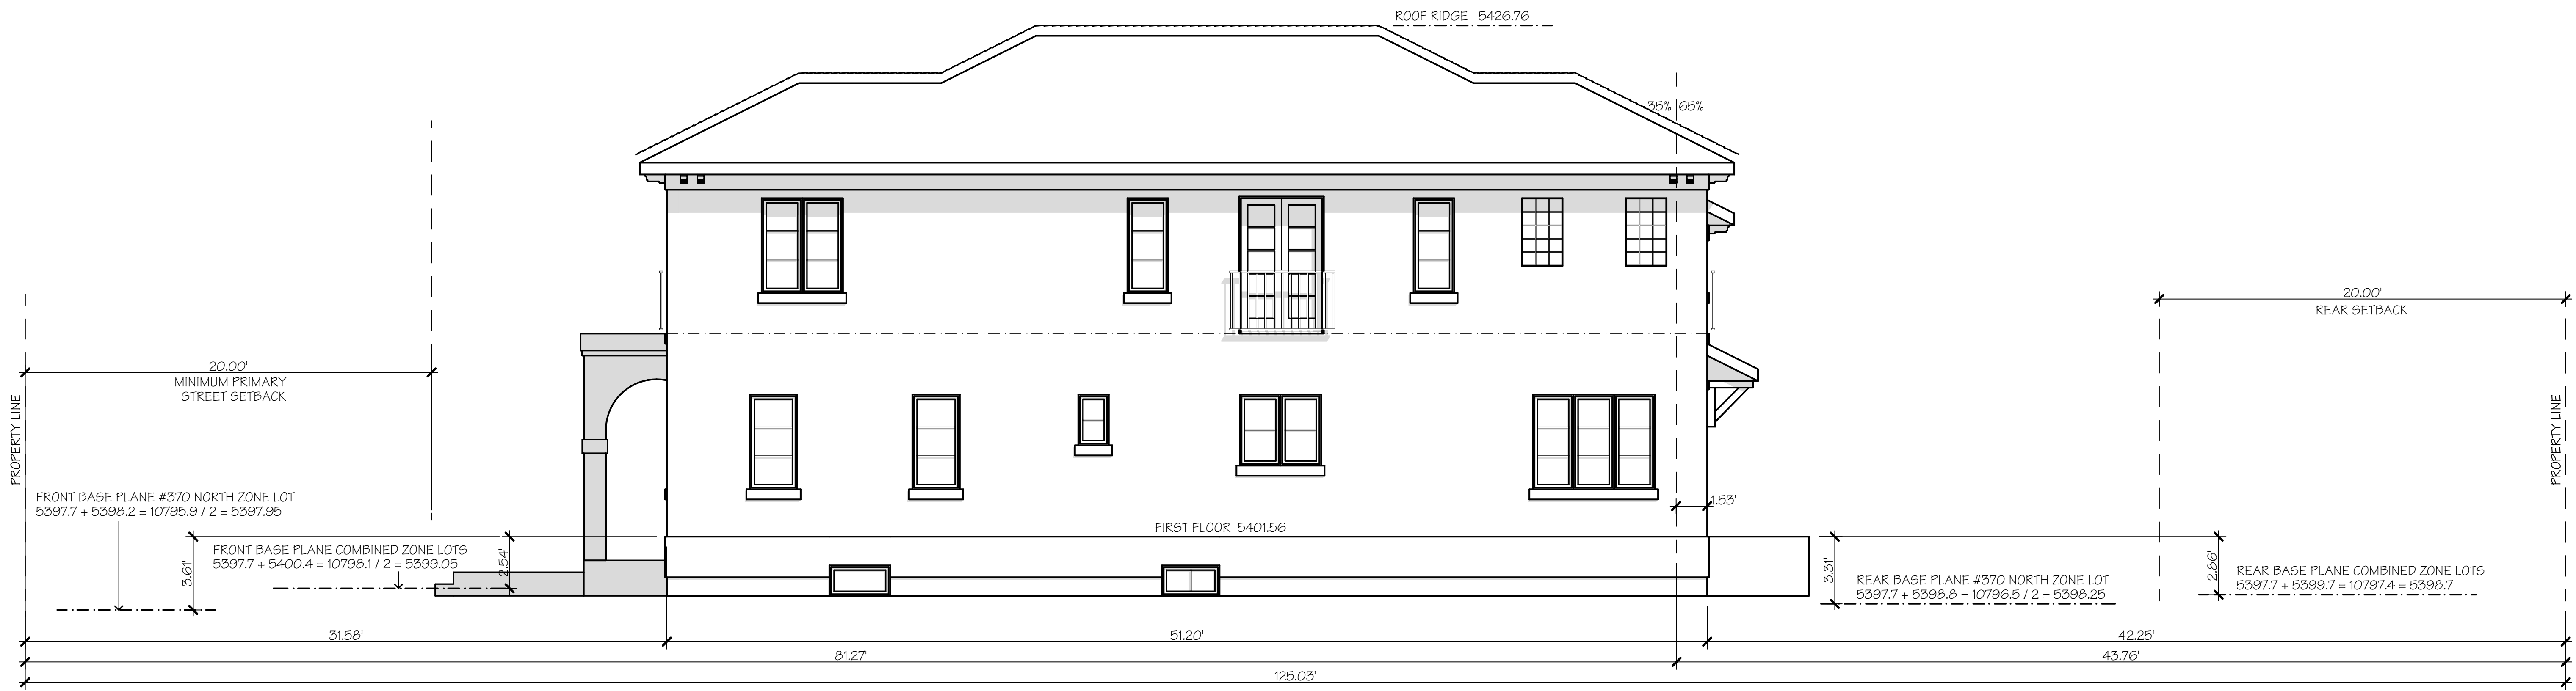 ROOF RIDGE 5426.76
35% 65%
20.00'
REAR SETBACK
20.00'
MINIMUM PRIMARY
STREET SETBACK
PROPERTY LINE
PROPERTY LINE
FRONT BASE PLANE #370 NORTH ZONE LOT
5397.7 + 5398.2 = 10795.9 / 2 = 5397.95
1.53'
FIRST FLOOR 5401.56
3.61'
FRONT BASE PLANE COMBINED ZONE LOTS
5397.7 + 5400.4 = 10798.1 / 2 = 5399.05
2.54'
3.31'
REAR BASE PLANE #370 NORTH ZONE LOT
5397.7 + 5398.8 = 10796.5 / 2 = 5398.25
2.86'
REAR BASE PLANE COMBINED ZONE LOTS
5397.7 + 5399.7 = 10797.4 = 5398.7
31.58'
51.20'
42.25'
81.27'
43.76'
125.03'